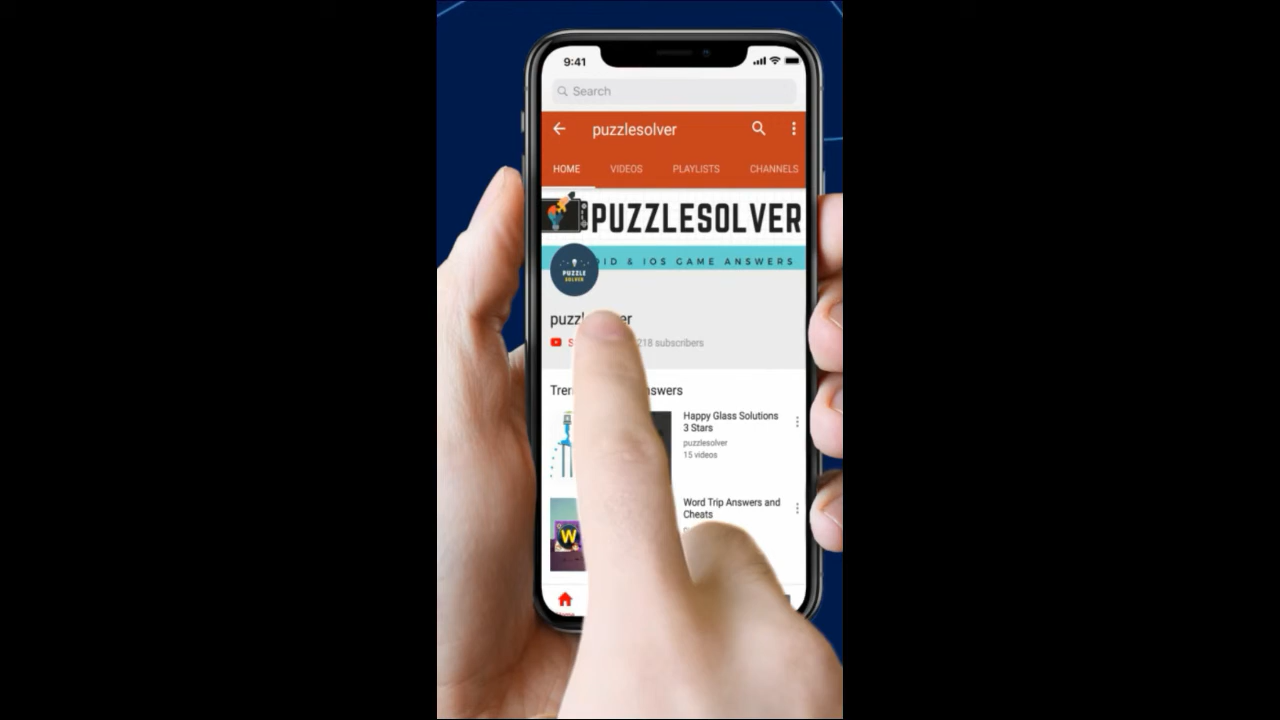 9:41
Search
puzzlesolver
HOME VIDEOS PLAYLISTS CHANNELS
PUZZLESOLVER
& IOS GAME ANSWERS
PUZZLE
SOLVER
218 subscribers
Happy Glass Solutions
3 Stars
puzzlesolver
15 videos
Word Trip Answers and
Cheats
W